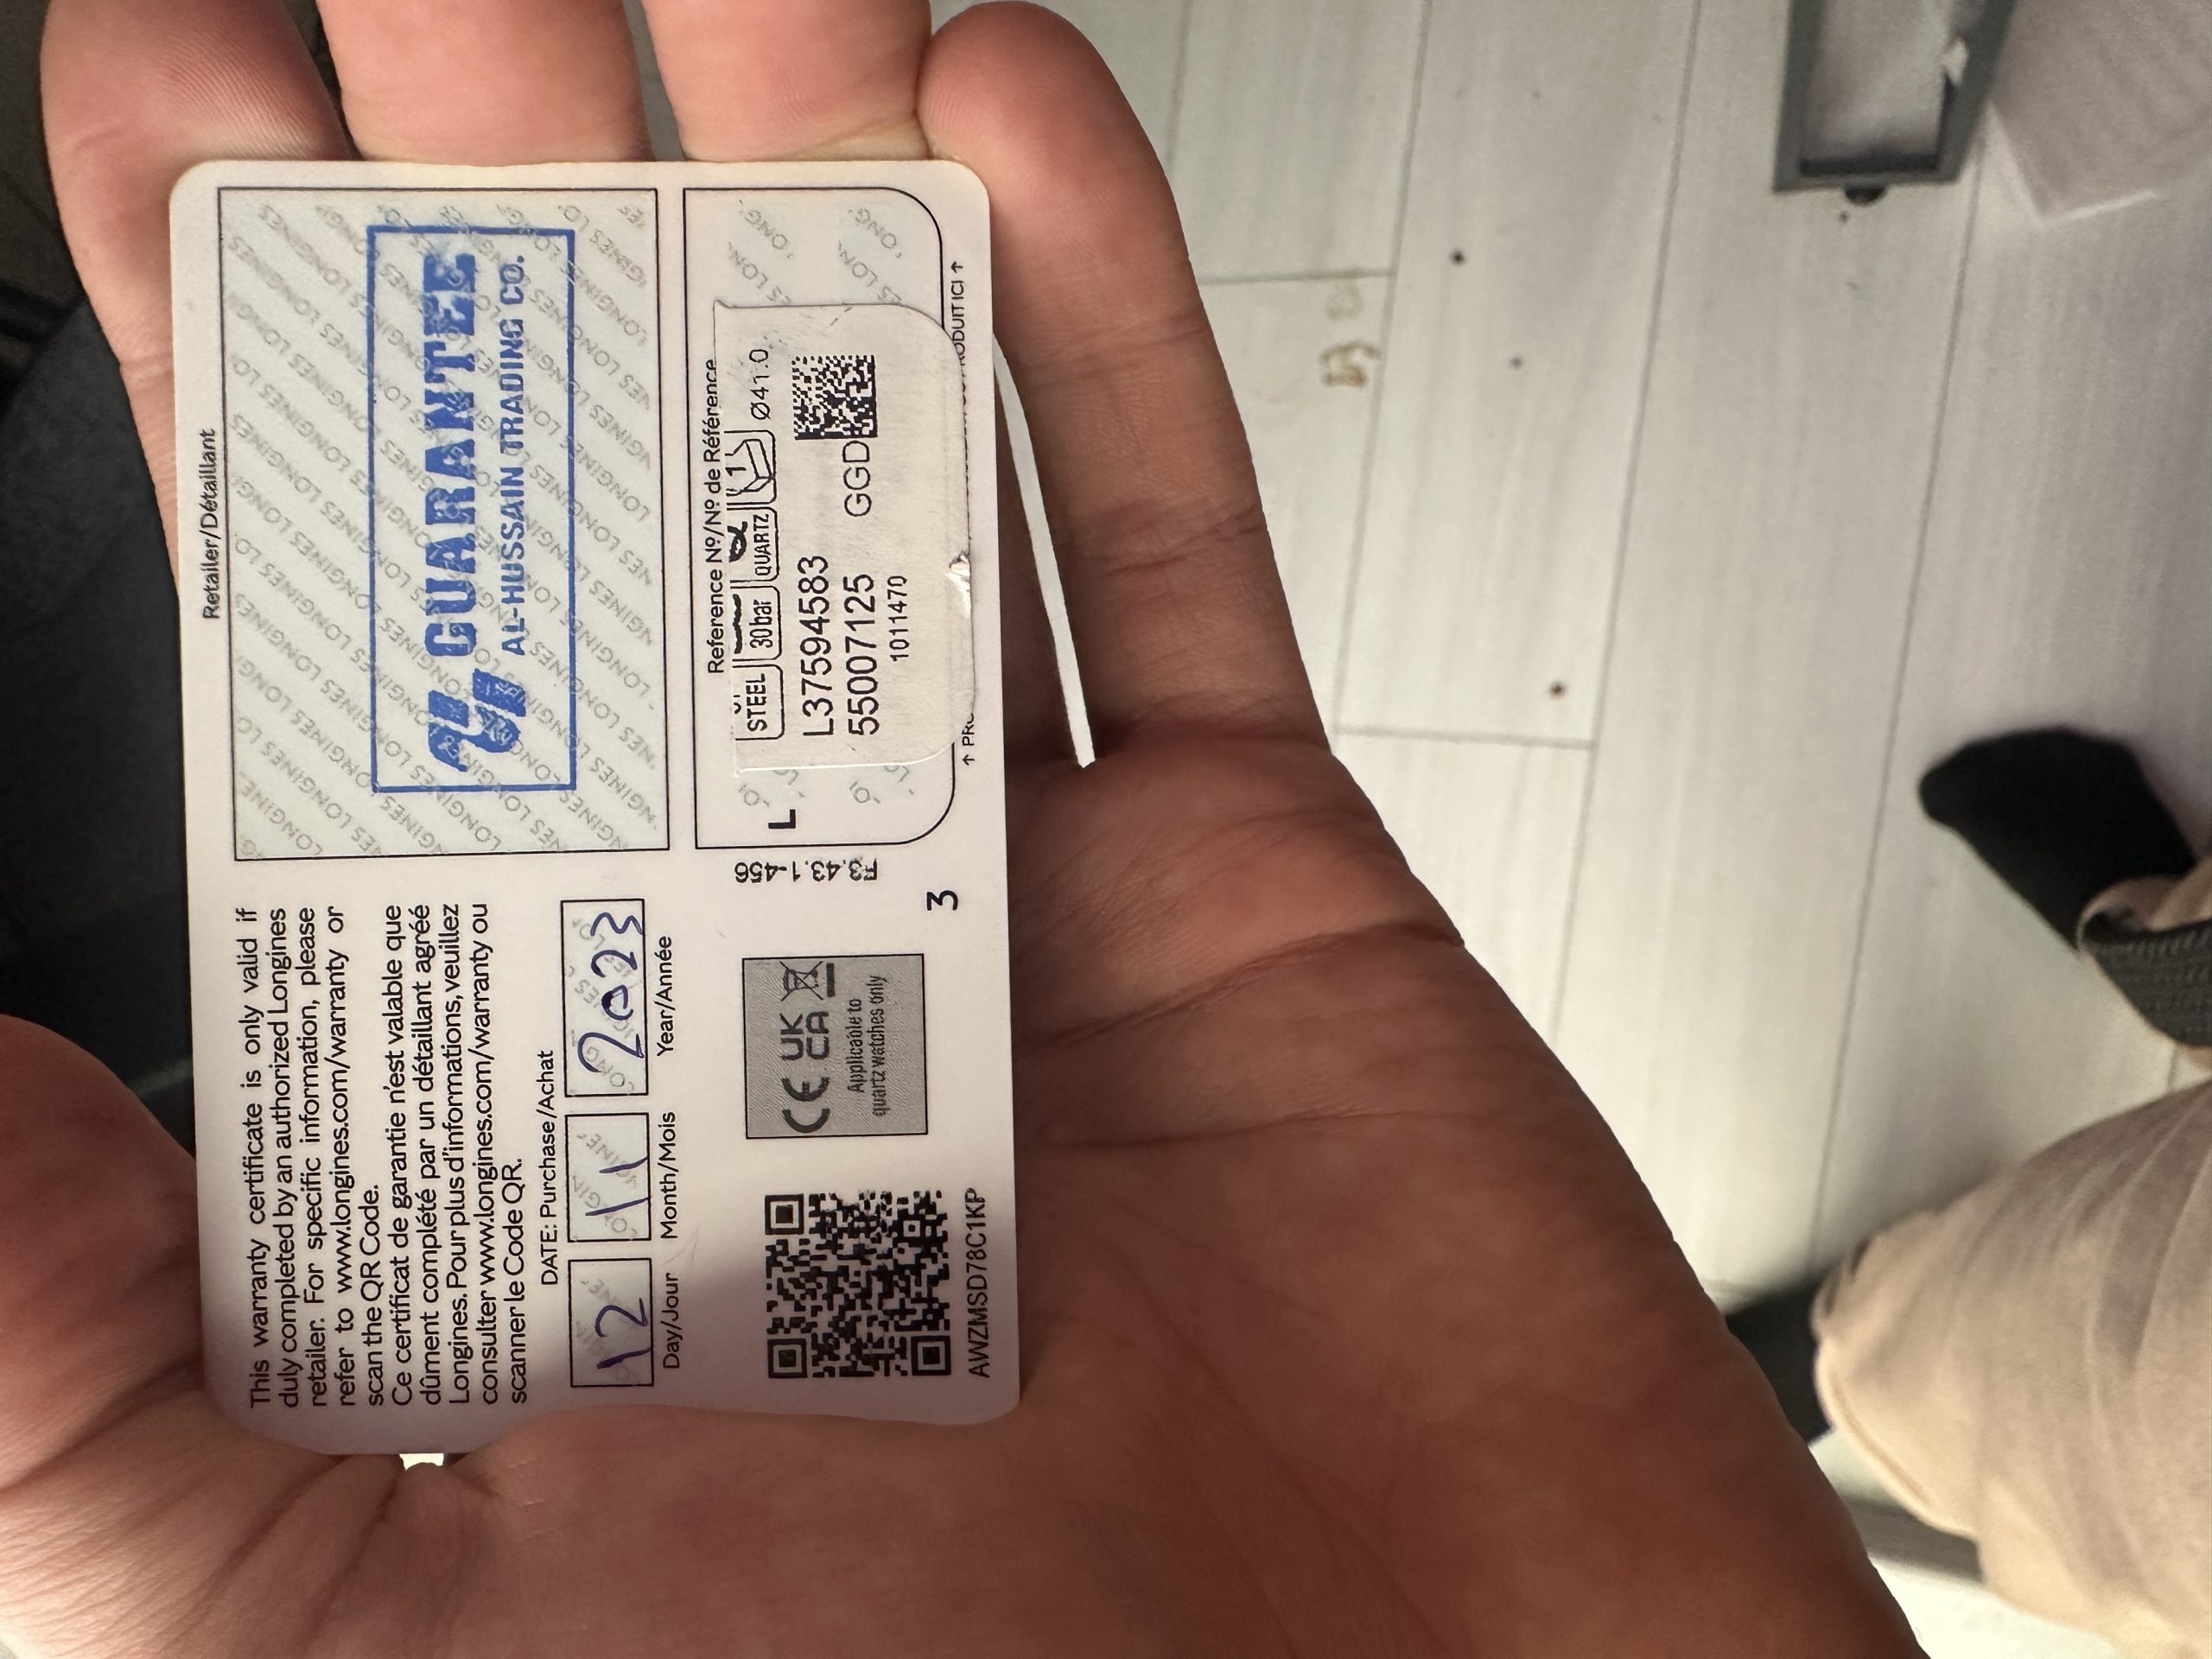 Retailer/Détaillant
GUARANTEE
AL-HUSSAIN TRADING CO.
This warranty certificate is only valid if
duly completed by an authorized Longines
retailer. For specific information, please
refer to www.longines.com/warranty or
scan the QR Code.
Ce certificat de garantie n'est valable que
dûment complété par un détaillant agréé
Longines. Pour plus d'informations, veuillez
consulter www.longines.com/warranty ou
scanner le Code QR.
DATE: Purchase/Achat
12 11 2023
Day/Jour Month/Mois Year/Année
Reference Nº/Nº de Référence
STEEL 30 bar QUARTZ 1 Ø41.0
L
L37594583
55007125 GGD
1011470
CE UK CA
Applicable to
quartz watches only
3
AWZMSD78C1KP